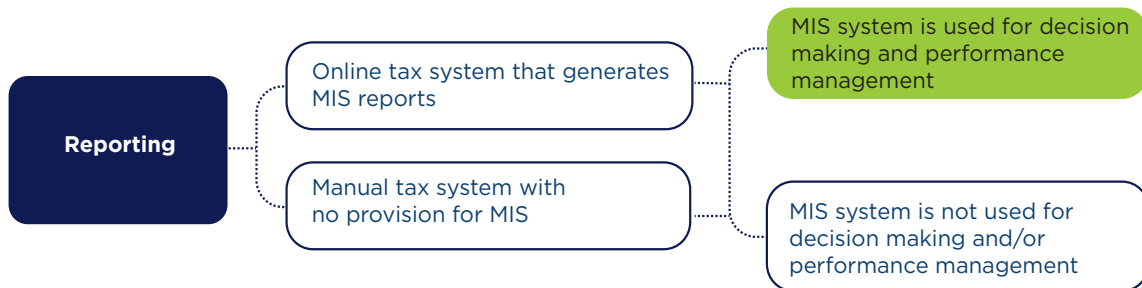 Reporting
Online tax system that generates
MIS reports
Manual tax system with
no provision for MIS
MIS system is used for decision
making and performance
management
MIS system is not used for
decision making and/or
performance management